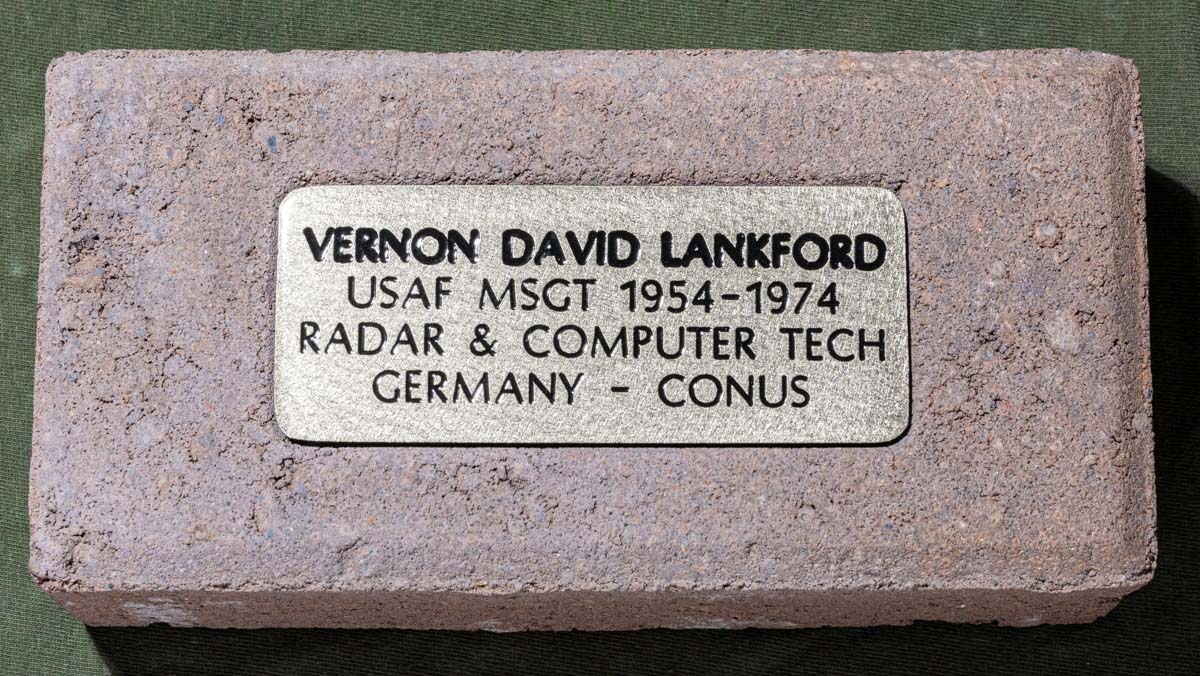 VERNON DAVID LANKFORD
USAF MSGT 1954-1974
RADAR & COMPUTER TECH
GERMANY - CONUS